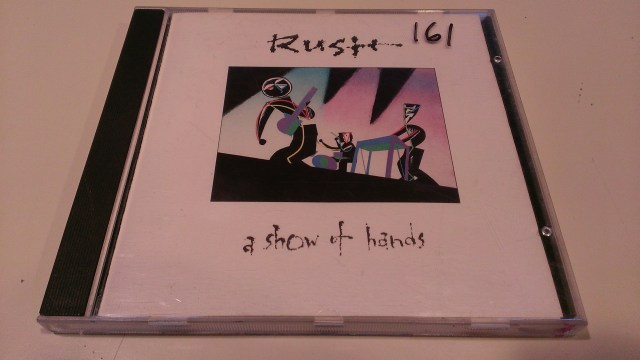 Rush 161
a show of hands